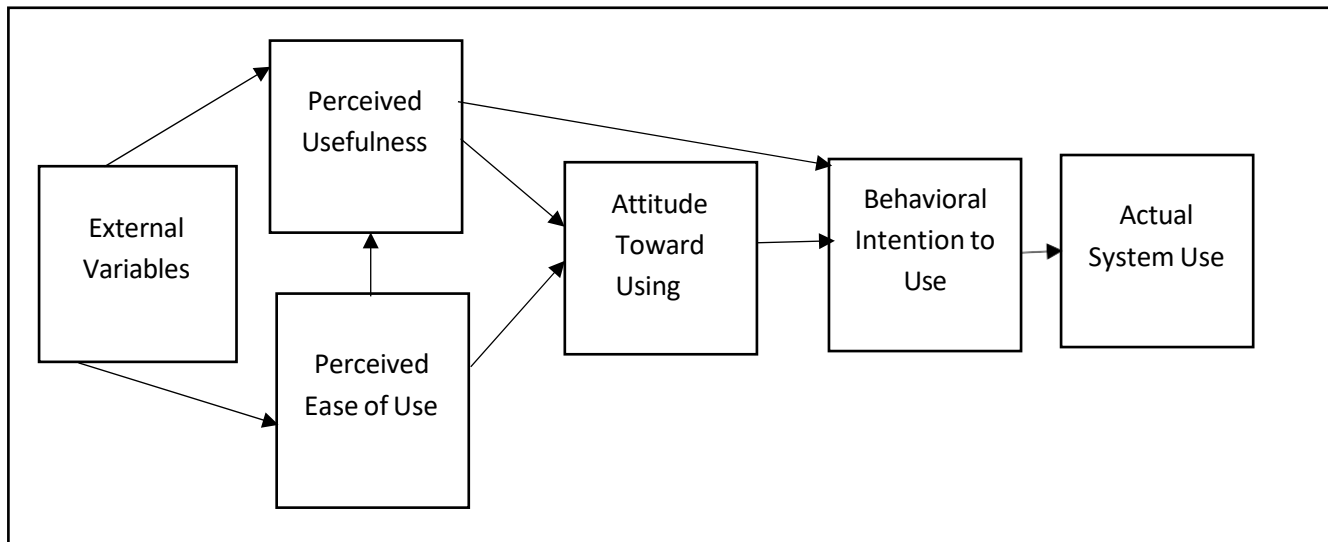 Perceived
Usefulness
External
Variables
Perceived
Ease of Use
Attitude
Toward
Using
Behavioral
Intention to
Use
Actual
System Use